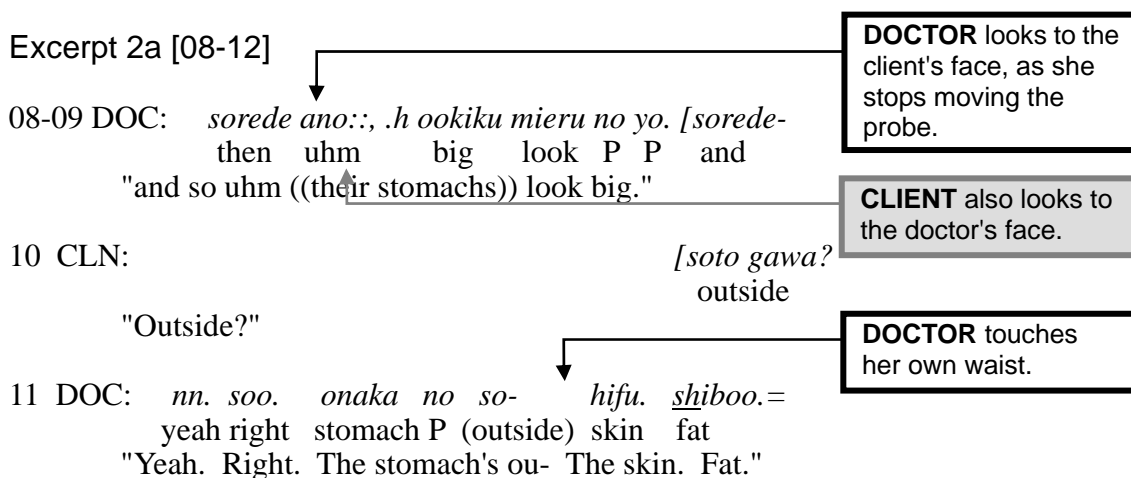 Excerpt 2a [08-12]
DOCTOR looks to the
client's face, as she
stops moving the
probe.
08-09 DOC: sorede ano::, .h ookiku mieru no yo. [sorede-
then uhm big look P P and
"and so uhm ((their stomachs)) look big."
CLIENT also looks to
the doctor's face.
10 CLN: [soto gawa?
outside
"Outside?"
DOCTOR touches
her own waist.
11 DOC: nn. soo. onaka no so- hifu. shiboo.=
yeah right stomach P (outside) skin fat
"Yeah. Right. The stomach's ou- The skin. Fat."